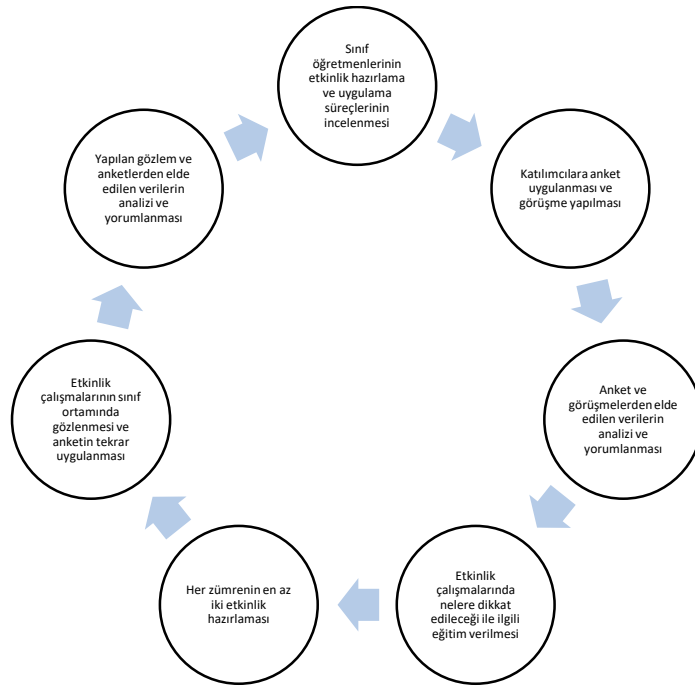 Sınıf
öğretmenlerinin
etkinlik hazırlama
ve uygulama
süreçlerinin
incelenmesi
Katılımcılara anket
uygulanması ve
görüşme yapılması
Anket ve
görüşmelerden elde
edilen verilerin
analizi ve
yorumlanması
Etkinlik
çalışmalarında
nelere dikkat
edileceği ile ilgili
eğitim verilmesi
Her zümrenin en az
iki etkinlik
hazırlaması
Etkinlik
çalışmalarının sınıf
ortamında
gözlenmesi ve
anketin tekrar
uygulanması
Yapılan gözlem ve
anketlerden elde
edilen verilerin
analizi ve
yorumlanması